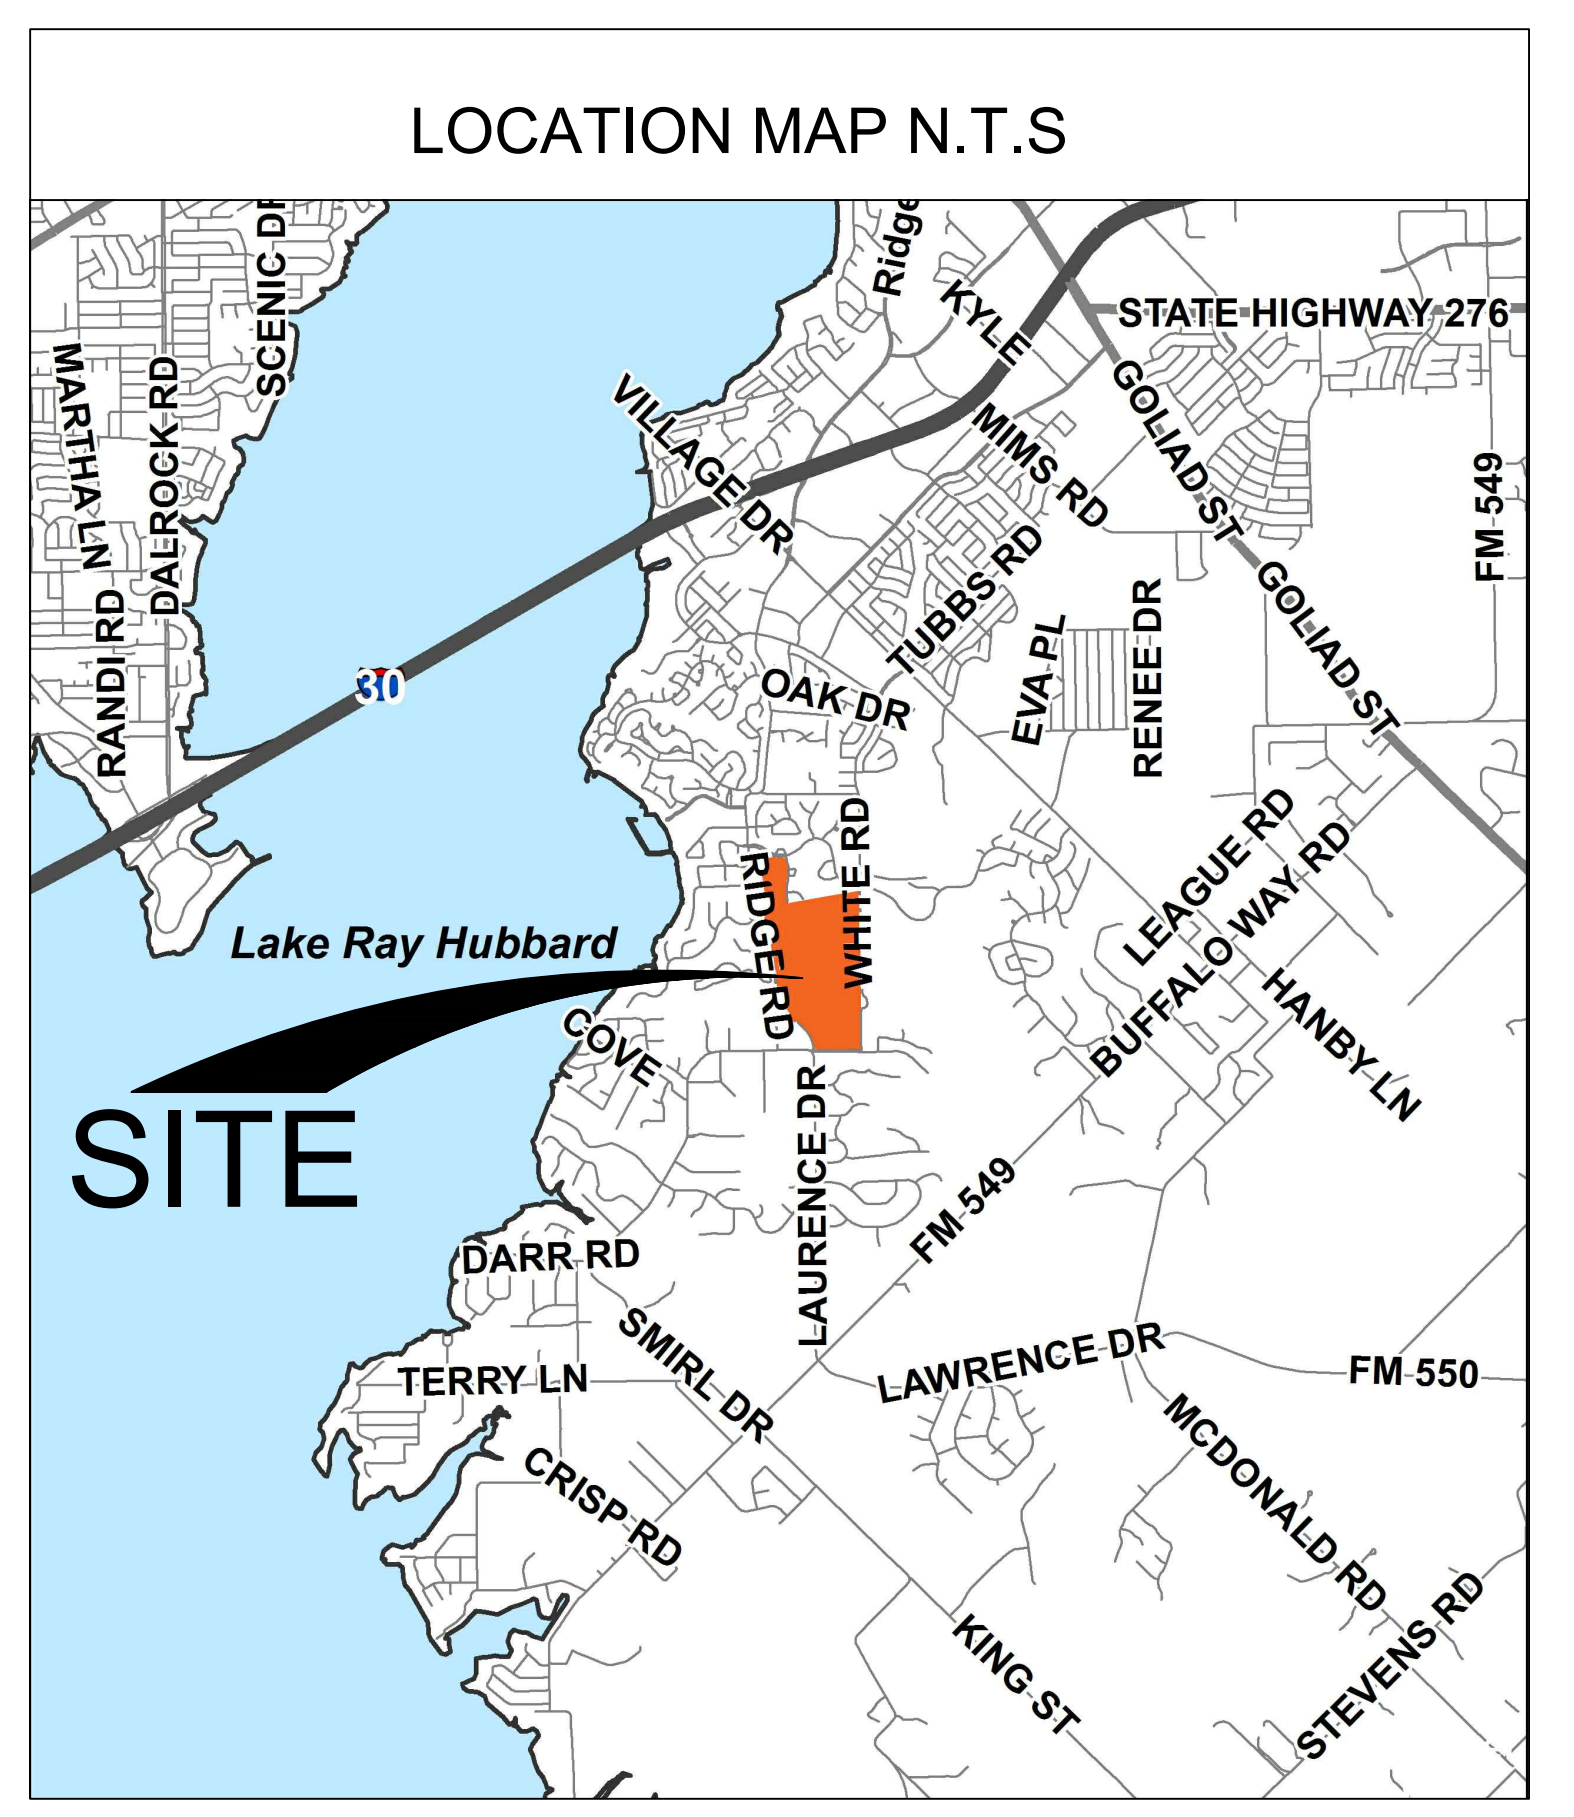 LOCATION MAP N.T.S
SCENIC DR
Ridge
KYLE
STATE HIGHWAY 276
MARTHA LN
DALROCK RD
VILLAGE DR
MIMS RD
GOLIAD ST
FM 549
TUBBS RD
GOLIAD ST
RANDI RD
30
OAK DR
EVA PL
RENEE DR
WHITE RD
LEAGUE RD
BUFFALO WAY RD
RIDGE RD
Lake Ray Hubbard
COVE
HANBY LN
SITE
LAURENCE DR
FM 549
DARR RD
SMIRL DR
LAWRENCE DR
FM 550
TERRY LN
CRISP RD
MCDONALD RD
KING ST
STEVENS RD